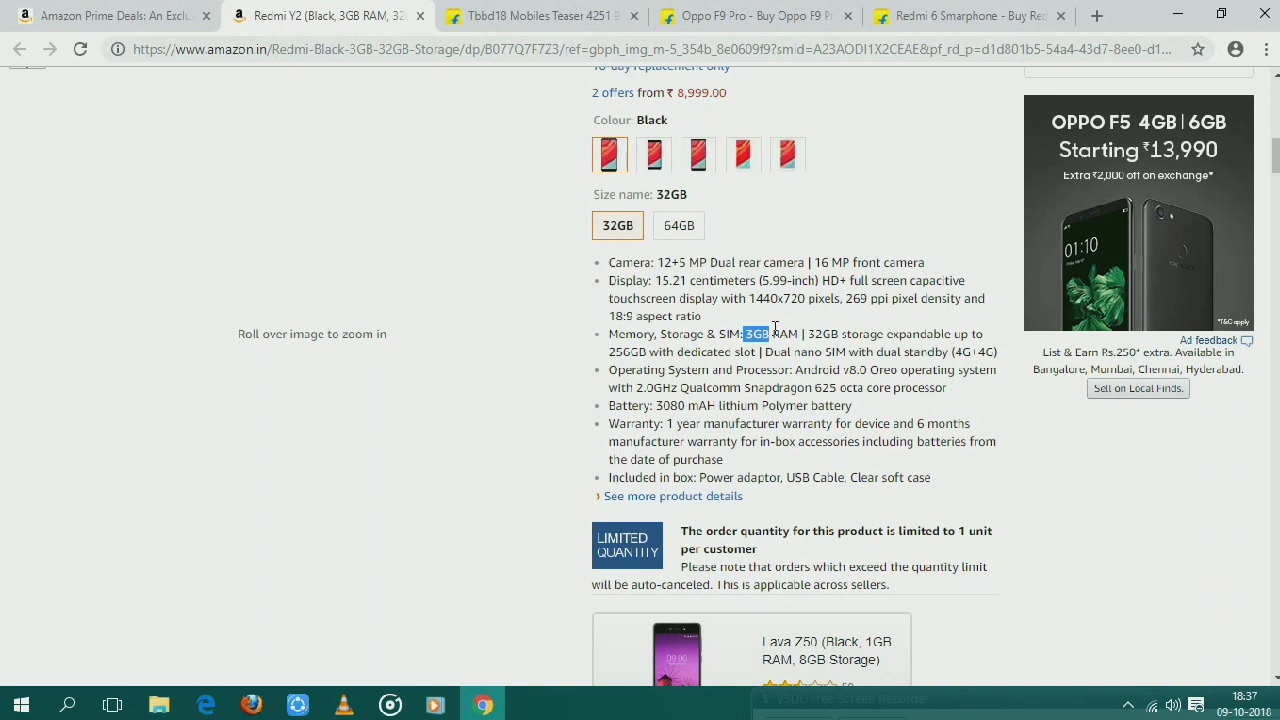 Amazon Prime Deals: An Exclu
Redmi Y2 (Black, 3GB RAM, 32
Tbbd18 Mobiles Teaser 4251 9
Oppo F9 Pro - Buy Oppo F9 Pr
Redmi 6 Smarphone - Buy Red
https://www.amazon.in/Redmi-Black-3GB-32GB-Storage/dp/B077Q7F7Z3/ref=gbph_img_m-5_354b_8e0609f9?smid=A23AODI1X2CEAE&pf_rd_p=d1d801b5-54a4-43d7-8ee0-d1...
10-day replacement only
2 offers from ₹ 8,999.00
Colour: Black
Size name: 32GB
32GB
64GB
Camera: 12+5 MP Dual rear camera | 16 MP front camera
Display: 15.21 centimeters (5.99-inch) HD+ full screen capacitive
touchscreen display with 1440x720 pixels, 269 ppi pixel density and
18:9 aspect ratio
Memory, Storage & SIM: 3GB RAM | 32GB storage expandable up to
256GB with dedicated slot | Dual nano SIM with dual standby (4G+4G)
Operating System and Processor: Android v8.0 Oreo operating system
with 2.0GHz Qualcomm Snapdragon 625 octa core processor
Battery: 3080 mAH lithium Polymer battery
Warranty: 1 year manufacturer warranty for device and 6 months
manufacturer warranty for in-box accessories including batteries from
the date of purchase
Included in box: Power adaptor, USB Cable, Clear soft case
› See more product details
Roll over image to zoom in
LIMITED
QUANTITY
The order quantity for this product is limited to 1 unit
per customer
Please note that orders which exceed the quantity limit
will be auto-canceled. This is applicable across sellers.
Lava Z50 (Black, 1GB
RAM, 8GB Storage)
OPPO F5 4GB | 6GB
Starting ₹13,990
Extra ₹2,000 off on exchange*
01:10
*T&C apply
Ad feedback
List & Earn Rs.250* extra. Available in
Bangalore, Mumbai, Chennai, Hyderabad.
Sell on Local Finds.
09:00
Free Screen Recorder
18:37
09-10-2018